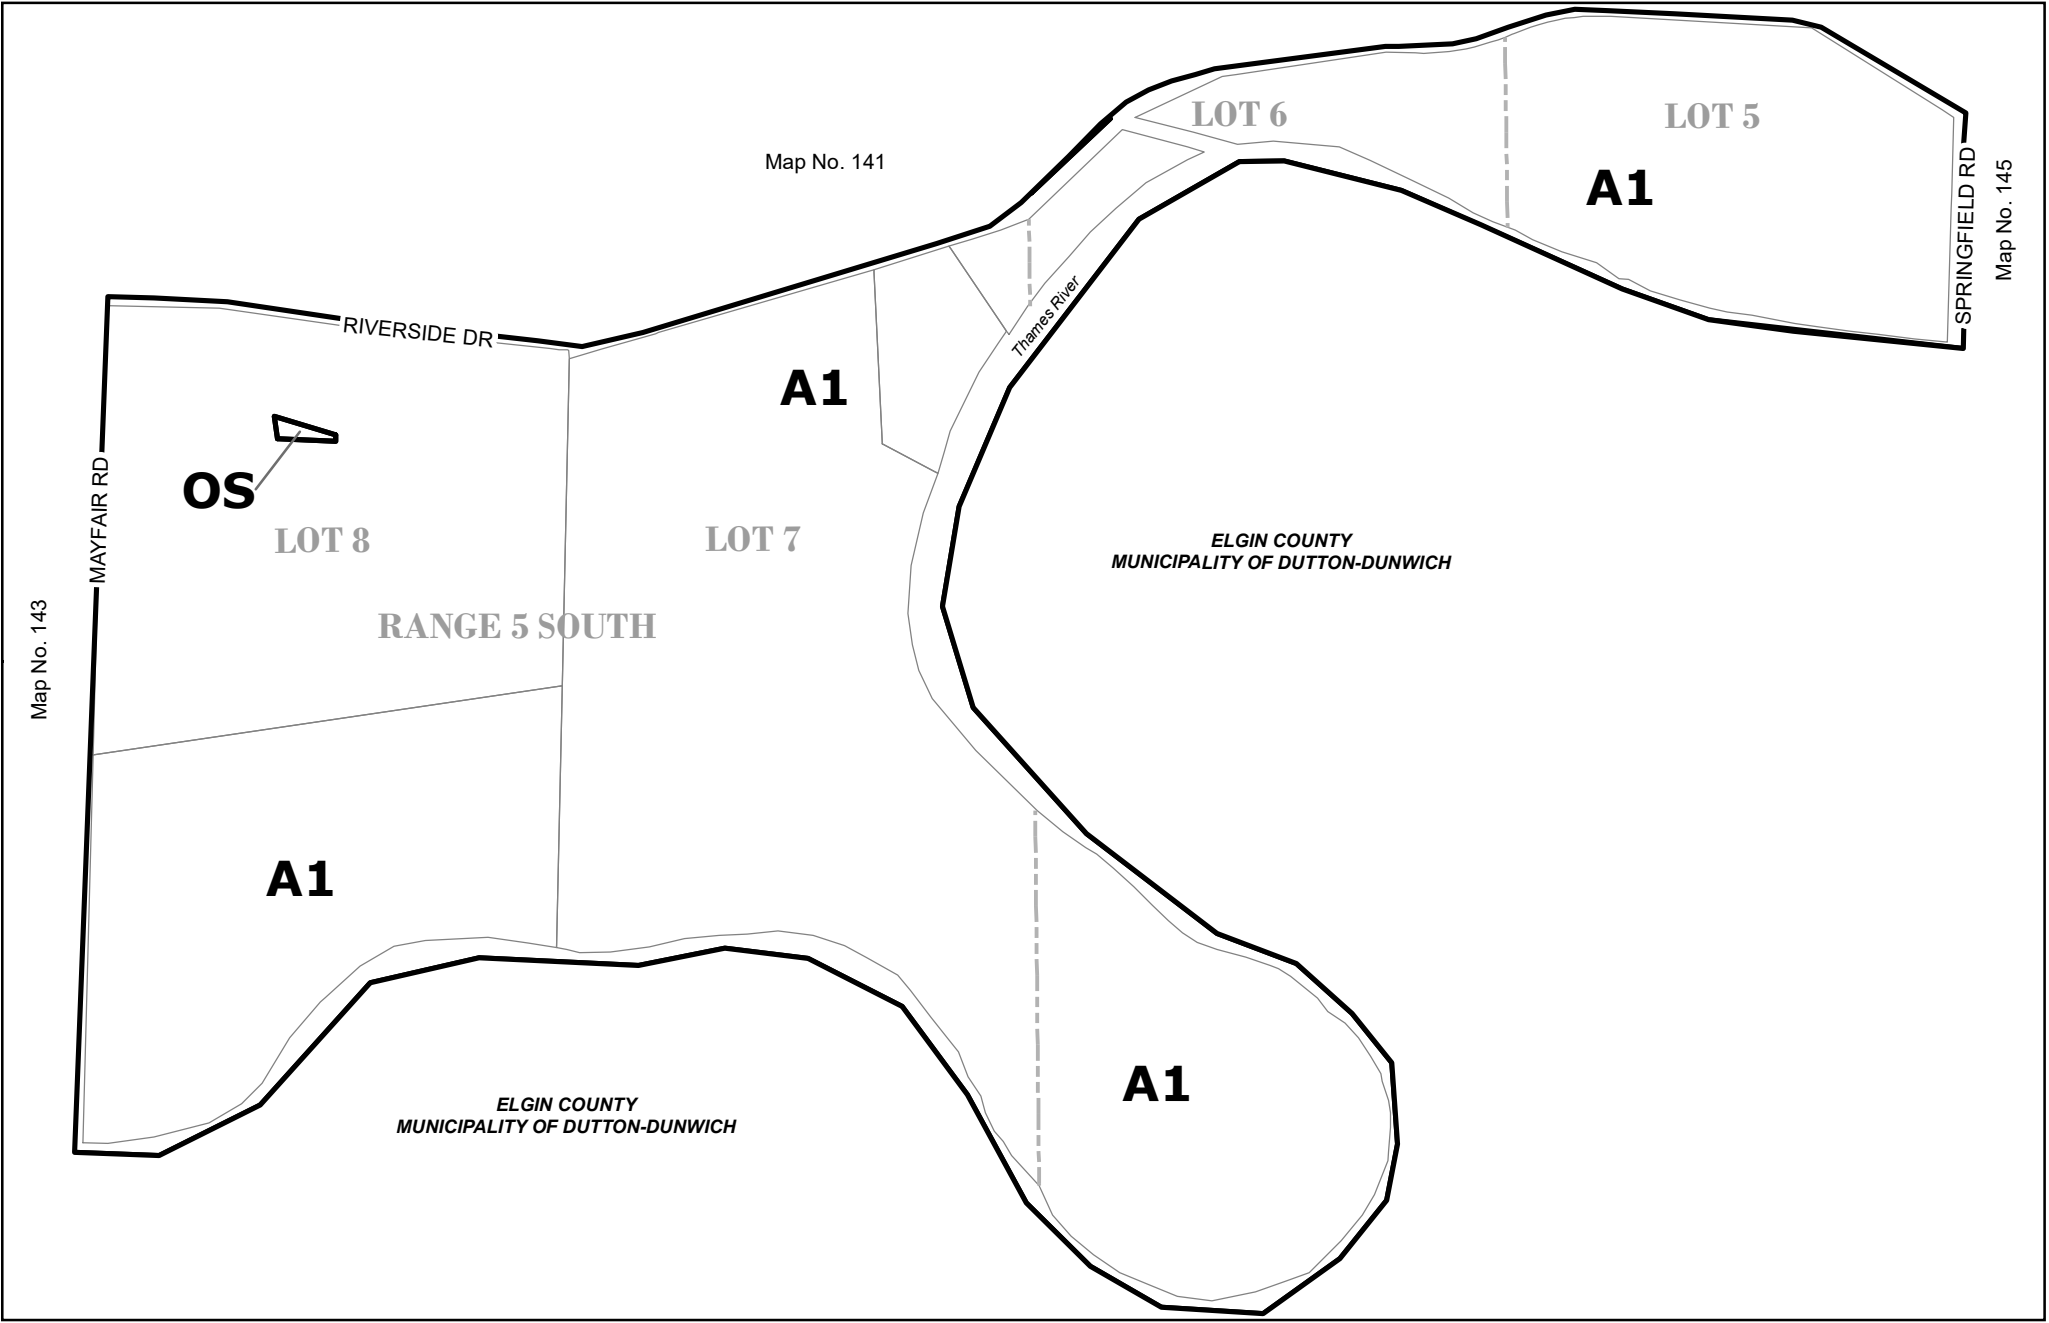 LOT 6
LOT 5
Map No. 141
A1
SPRINGFIELD RD
Map No. 145
RIVERSIDE DR
Thames River
A1
OS
MAYFAIR RD
LOT 8
LOT 7
ELGIN COUNTY
MUNICIPALITY OF DUTTON-DUNWICH
RANGE 5 SOUTH
Map No. 143
A1
A1
ELGIN COUNTY
MUNICIPALITY OF DUTTON-DUNWICH